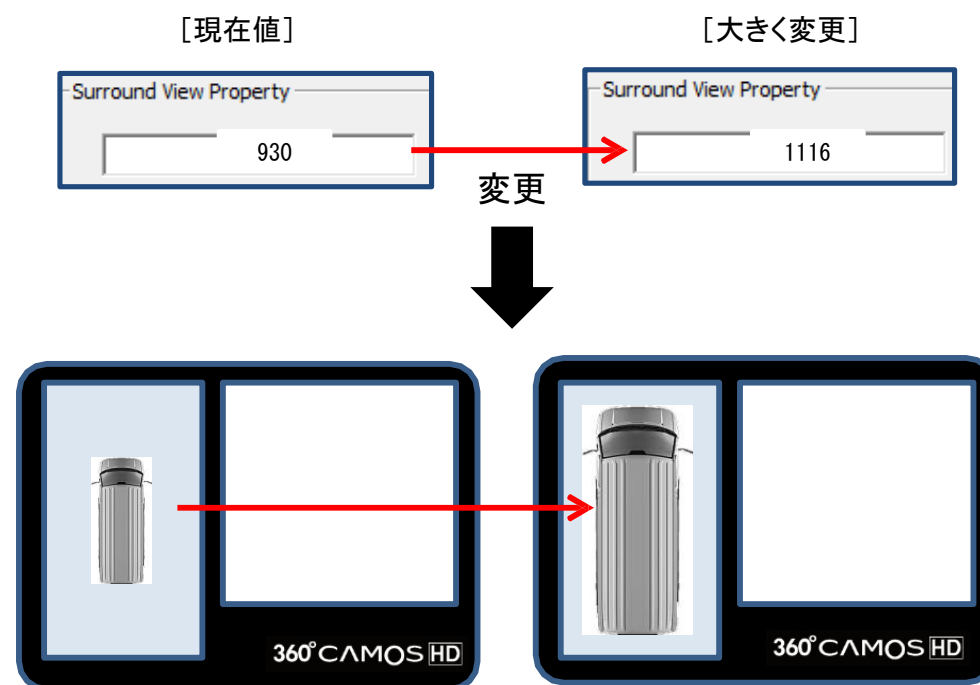 ［現在値］
［大きく変更］
Surround View Property
930
Surround View Property
1116
変更
360°CAMOS HD
360°CAMOS HD